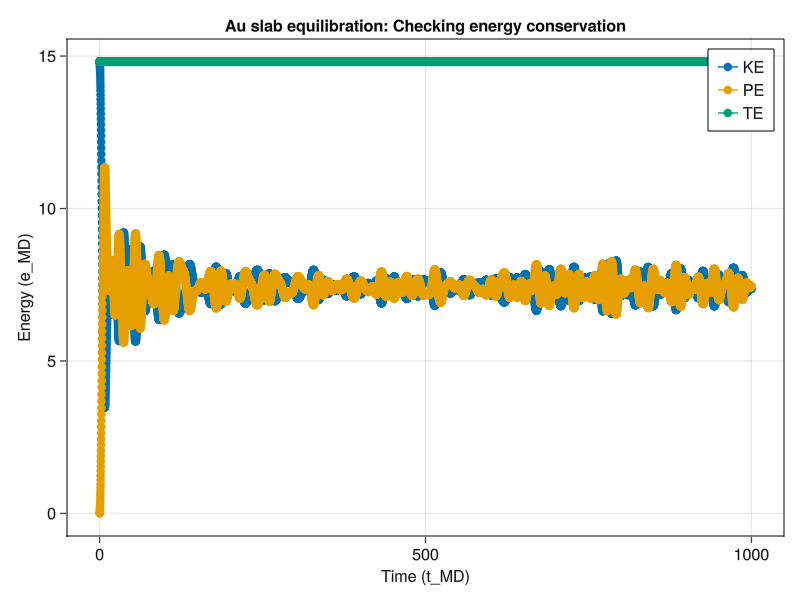 Au slab equilibration: Checking energy conservation
KE
PE
TE
15
10
5
0
Energy (e_MD)
0
500
1000
Time (t_MD)